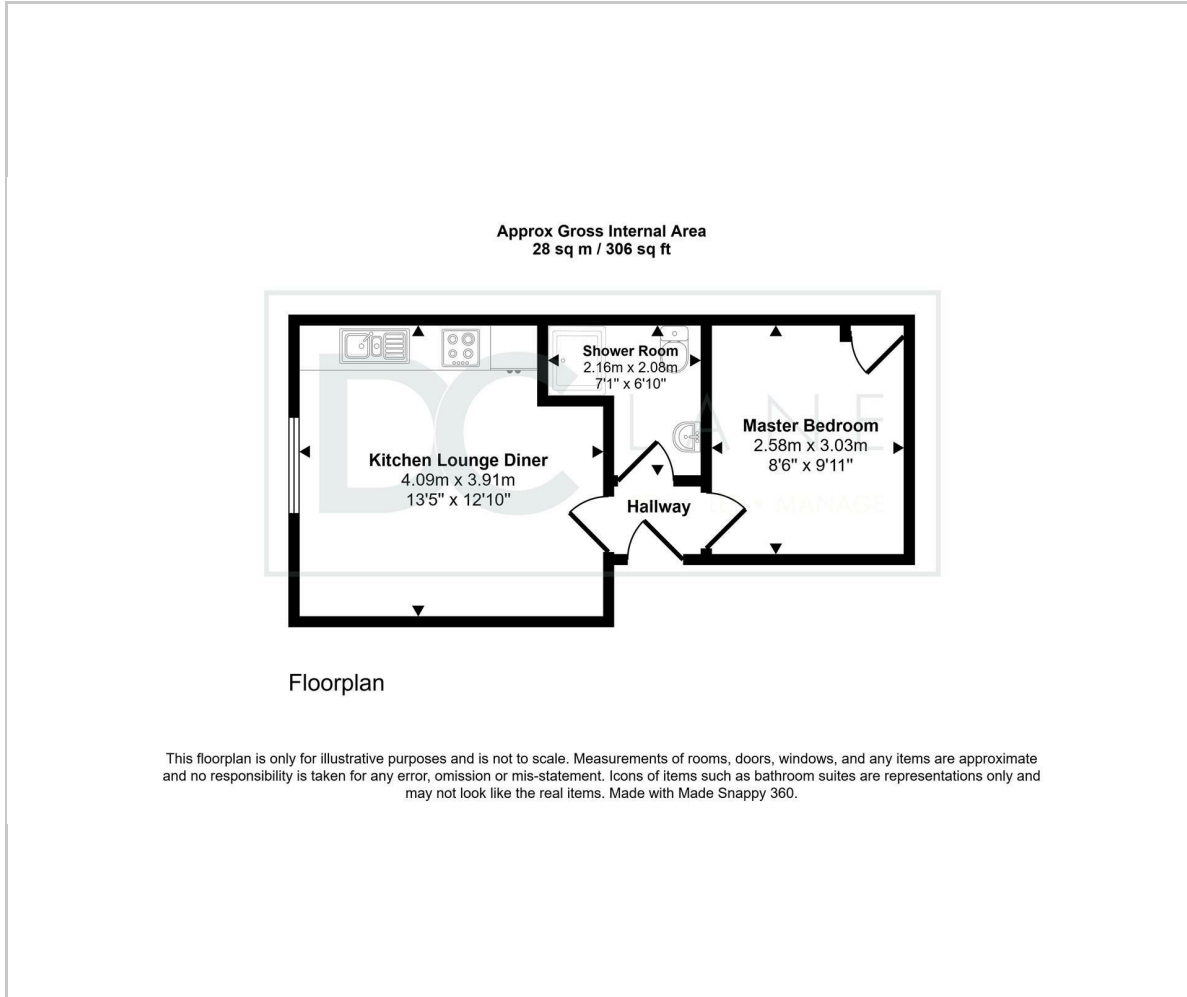 Approx Gross Internal Area
28 sq m / 306 sq ft
Shower Room
2.16m x 2.08m
7'1" x 6'10"
DC
LANE
Master Bedroom
2.58m x 3.03m
8'6" x 9'11"
Kitchen Lounge Diner
4.09m x 3.91m
13'5" x 12'10"
Hallway
• MANAGE
Floorplan
This floorplan is only for illustrative purposes and is not to scale. Measurements of rooms, doors, windows, and any items are approximate
and no responsibility is taken for any error, omission or mis-statement. Icons of items such as bathroom suites are representations only and
may not look like the real items. Made with Made Snappy 360.